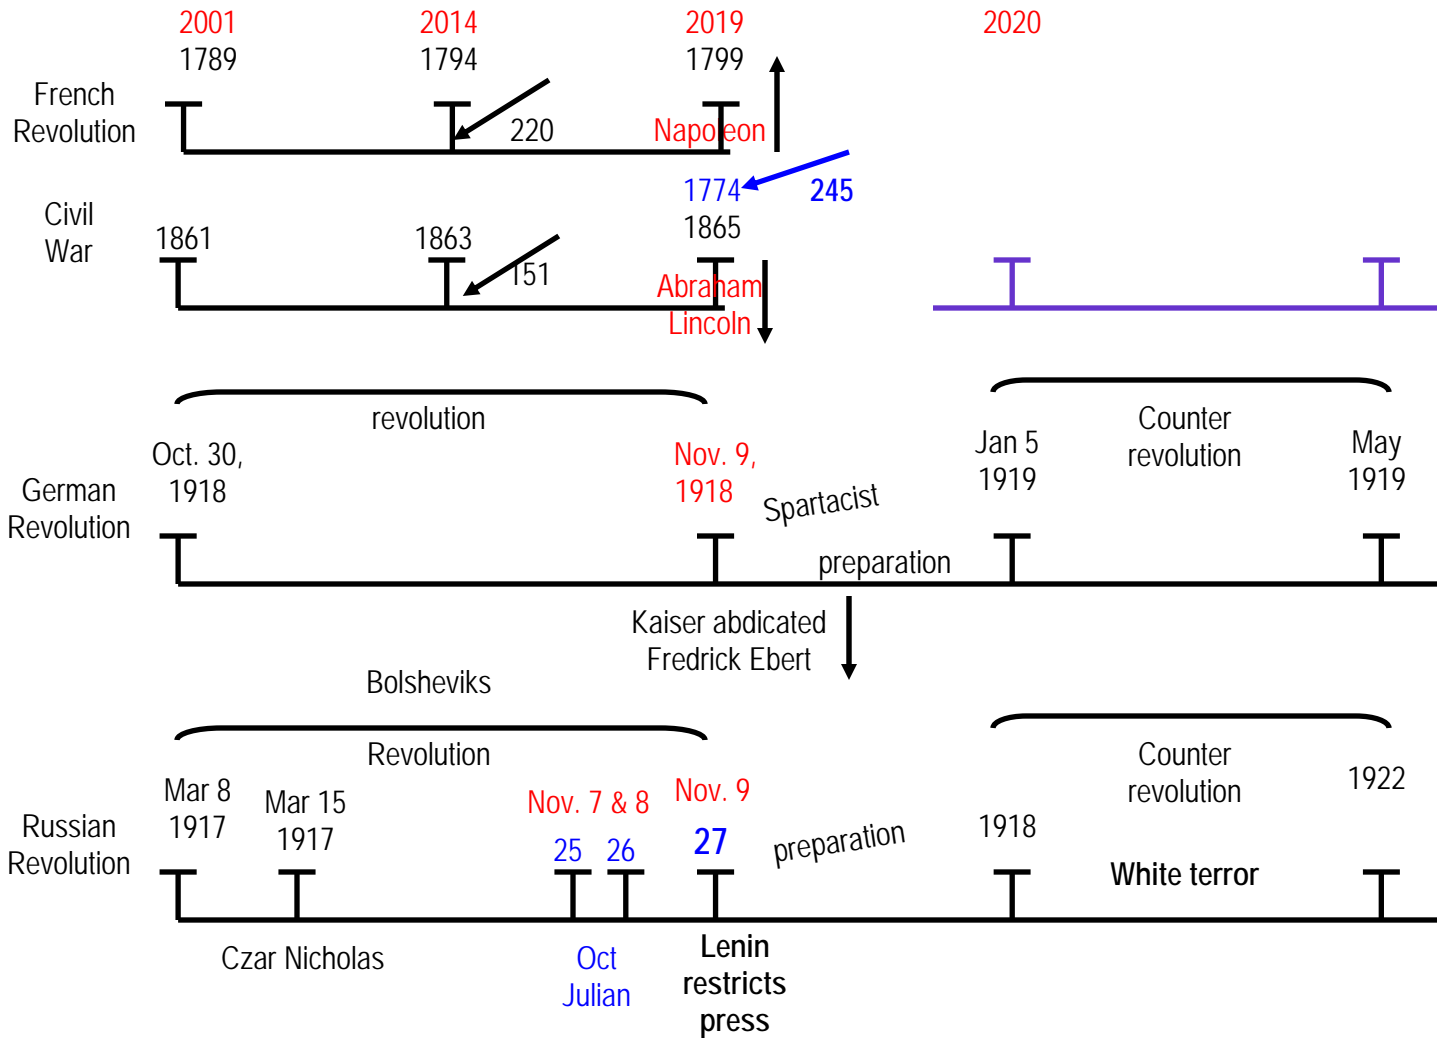 2001 2014 2019 2020
1789 1794 1799
French
Revolution
220
Napoleon
1774 245
Civil
War
1861 1863 1865
151
Abraham
Lincoln
revolution
Counter
revolution
Oct. 30,
1918
Nov. 9,
1918
Jan 5
1919
May
1919
German
Revolution
Spartacist
preparation
Kaiser abdicated
Fredrick Ebert
Bolsheviks
Revolution
Counter
revolution
Mar 8
1917
Mar 15
1917
Nov. 7 & 8
Nov. 9
1922
Russian
Revolution
25 26 27
preparation
1918
White terror
Czar Nicholas
Oct
Julian
Lenin
restricts
press